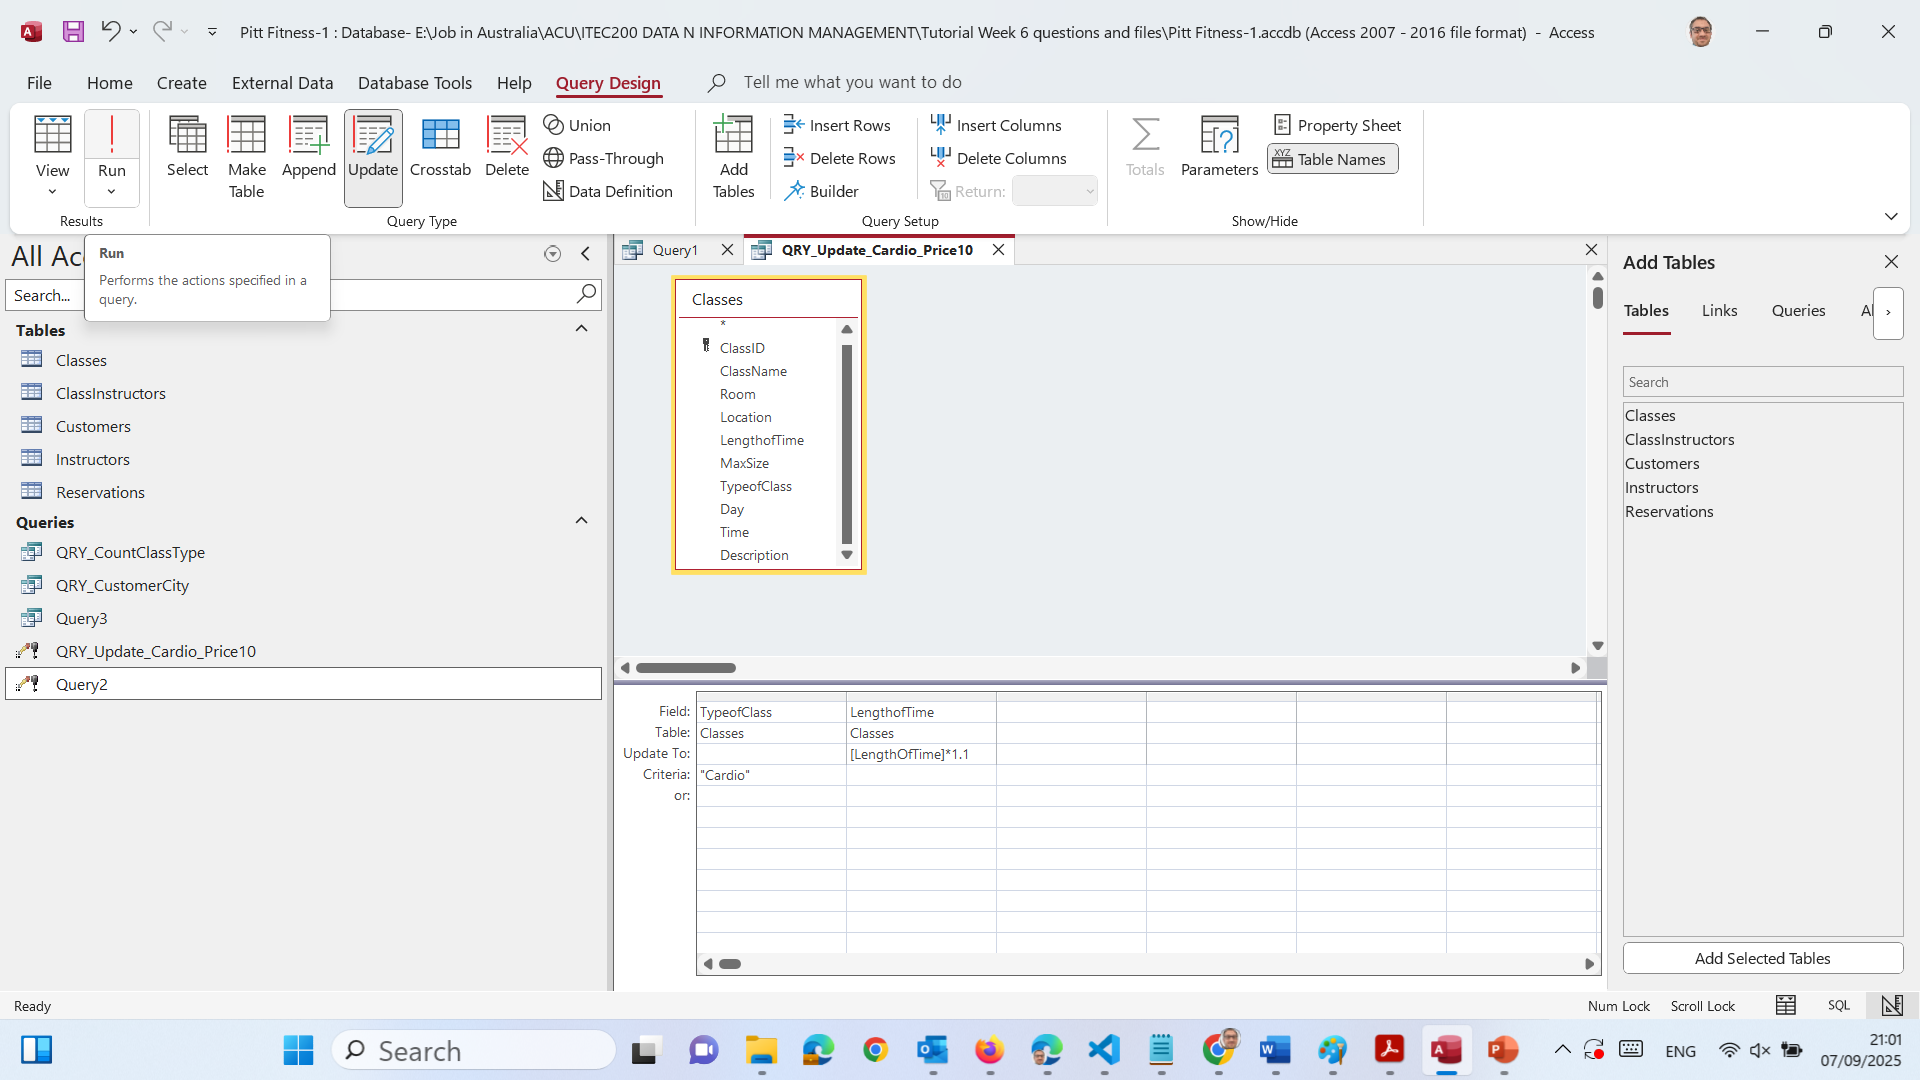 Pitt Fitness-1 : Database- E:\Job in Australia\ACU\ITEC200 DATA N INFORMATION MANAGEMENT\Tutorial Week 6 questions and files\Pitt Fitness-1.accdb (Access 2007 - 2016 file format) - Access
File Home Create External Data Database Tools Help Query Design Tell me what you want to do
View Run Select Make Table Append Update Crosstab Delete
Union
Pass-Through
Data Definition
Add Tables
Insert Rows
Delete Rows
Builder
Insert Columns
Delete Columns
Return:
Totals Parameters
Property Sheet
XYZ Table Names
Results Query Type Query Setup Show/Hide
All Ac
Run
Performs the actions specified in a
query.
Search...
Tables
Classes
ClassInstructors
Customers
Instructors
Reservations
Queries
QRY_CountClassType
QRY_CustomerCity
Query3
QRY_Update_Cardio_Price10
Query2
Query1 QRY_Update_Cardio_Price10
Classes
*
ClassID
ClassName
Room
Location
LengthofTime
MaxSize
TypeofClass
Day
Time
Description
Field: TypeofClass LengthofTime
Table: Classes Classes
Update To: [LengthOfTime]*1.1
Criteria: "Cardio"
or:
Add Tables
Tables Links Queries Al
Search
Classes
ClassInstructors
Customers
Instructors
Reservations
Add Selected Tables
Ready Num Lock Scroll Lock SQL
Search
ENG
21:01
07/09/2025